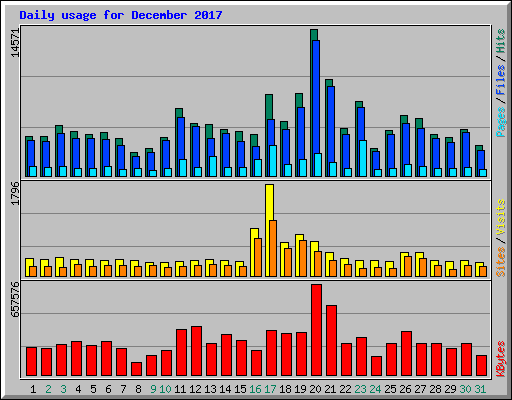 Daily usage for December 2017
14571
Pages / Files / Hits
1796
Sites / Visits
657576
KBytes
1 2 3 4 5 6 7 8 9 10 11 12 13 14 15 16 17 18 19 20 21 22 23 24 25 26 27 28 29 30 31